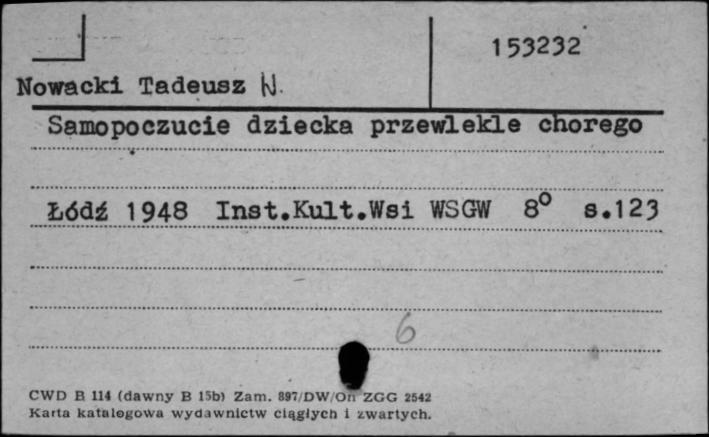 153232
Nowacki Tadeusz W.
Samopoczucie dziecka przewlekle chorego
Łódź 1948 Inst.Kult.Wsi WSGW 8° s.123
6
CWD B 114 (dawny B 15b) Zam. 897/DW/On ZGG 2542
Karta katalogowa wydawnictw ciągłych i zwartych.